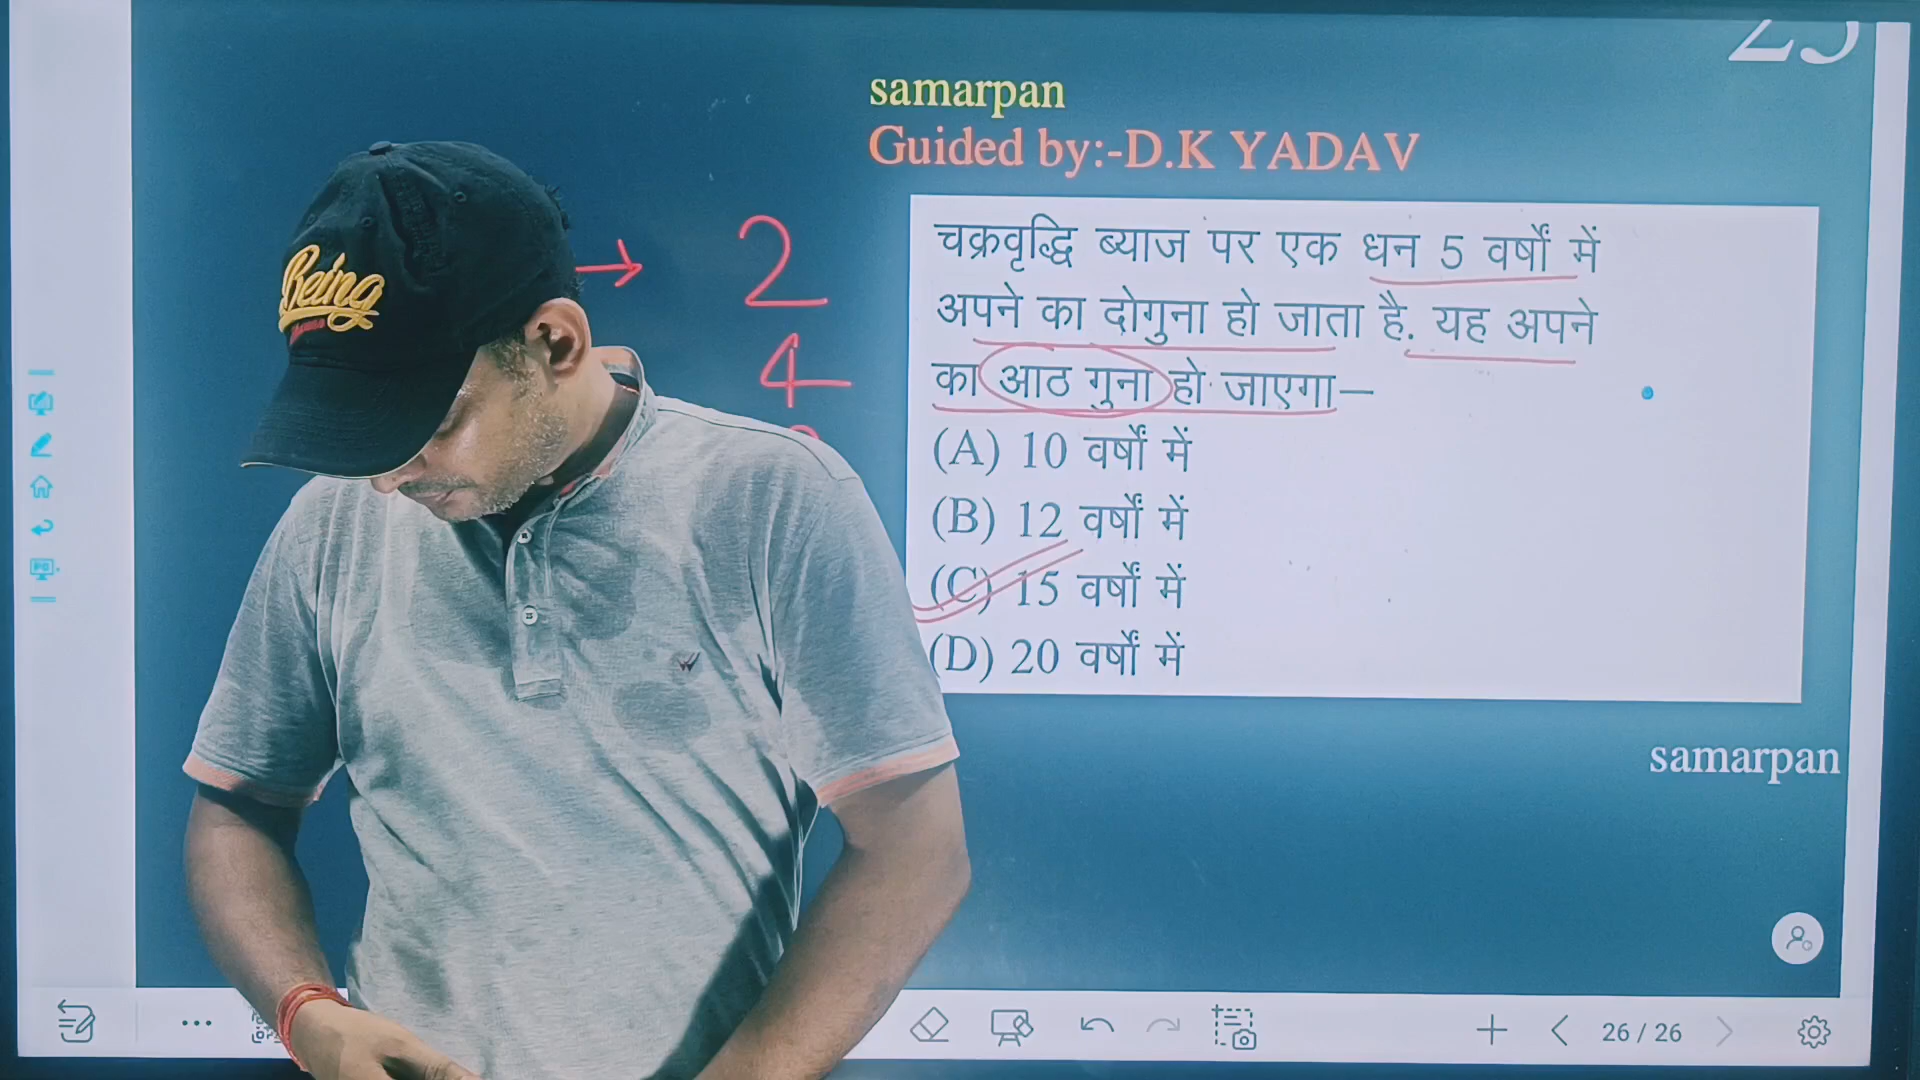 samarpan
Guided by:-D.K YADAV
Being
2
4
चक्रवृद्धि ब्याज पर एक धन 5 वर्षों में
अपने का दोगुना हो जाता है. यह अपने
का आठ गुना हो जाएगा–
(A) 10 वर्षों में
(B) 12 वर्षों में
(C) 15 वर्षों में
(D) 20 वर्षों में
samarpan
26 / 26